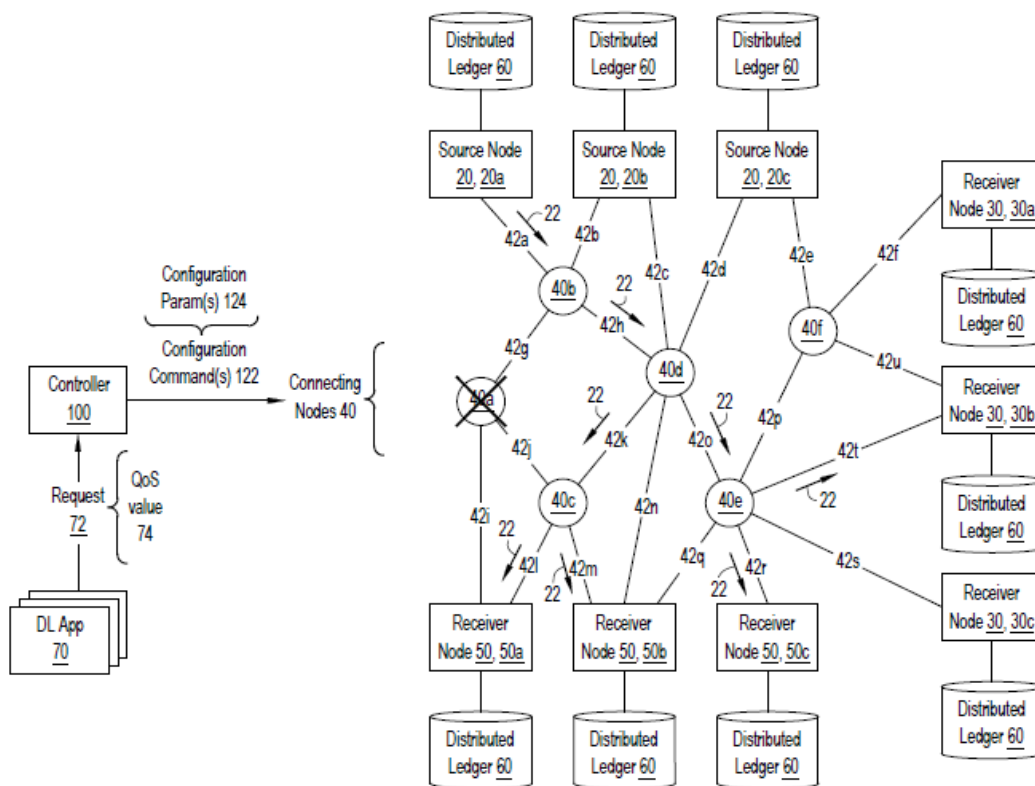 Distributed
Ledger 60
Distributed
Ledger 60
Distributed
Ledger 60
Source Node
20, 20a
Source Node
20, 20b
Source Node
20, 20c
Receiver
Node 30, 30a
22
42a
42b
42c
42d
42e
42f
Configuration
Param(s) 124
40b
22
Distributed
Ledger 60
42h
40f
42g
Configuration
Command(s) 122
42u
Controller
100
Connecting
Nodes 40
40a
40d
Receiver
Node 30, 30b
22
22
42j
42k
42o
42p
42t
Request
72
QoS
value
74
40c
42n
40e
22
Distributed
Ledger 60
42i
22
42l
42m
22
42q
42r
22
42s
DL App
70
Receiver
Node 50, 50a
Receiver
Node 50, 50b
Receiver
Node 50, 50c
Receiver
Node 30, 30c
Distributed
Ledger 60
Distributed
Ledger 60
Distributed
Ledger 60
Distributed
Ledger 60